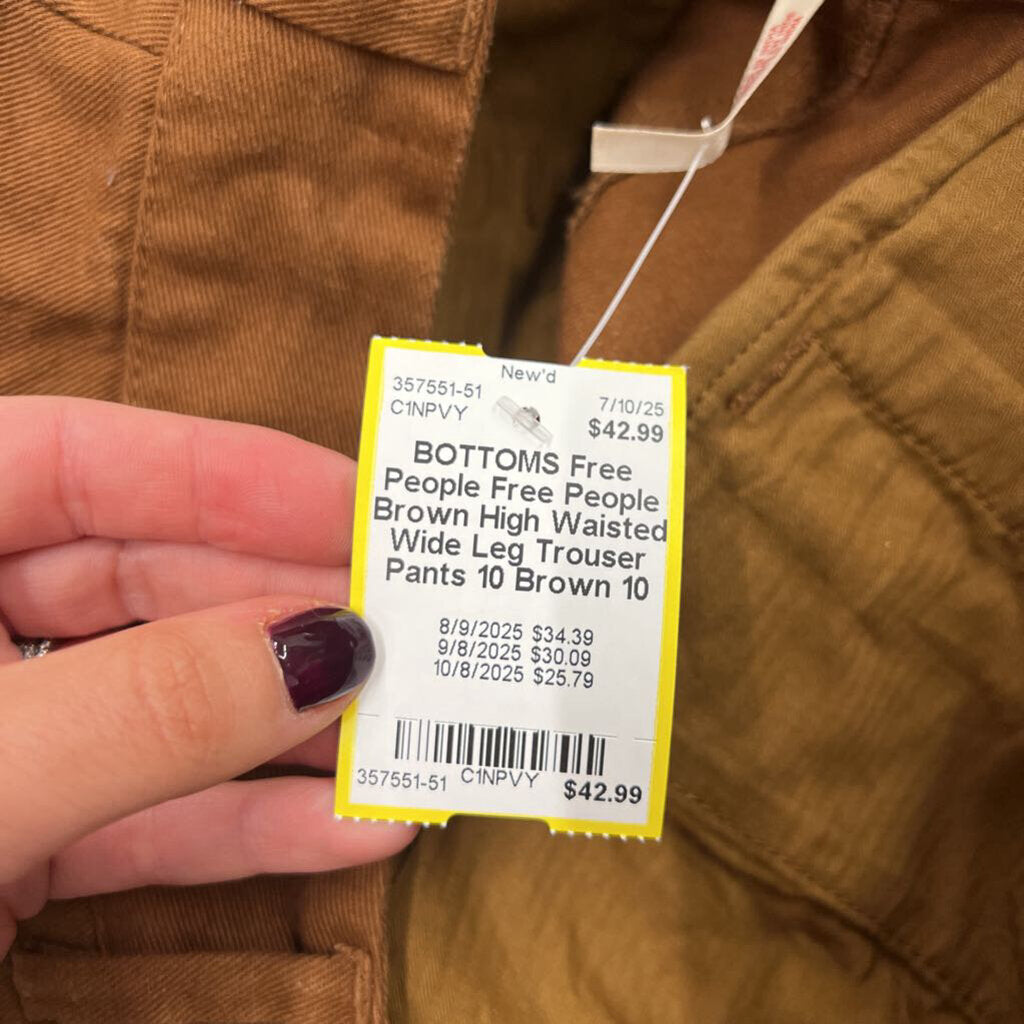 New'd
357551-51
C1NPVY
7/10/25
$42.99
BOTTOMS Free
People Free People
Brown High Waisted
Wide Leg Trouser
Pants 10 Brown 10
8/9/2025 $34.39
9/8/2025 $30.09
10/8/2025 $25.79
357551-51 C1NPVY $42.99